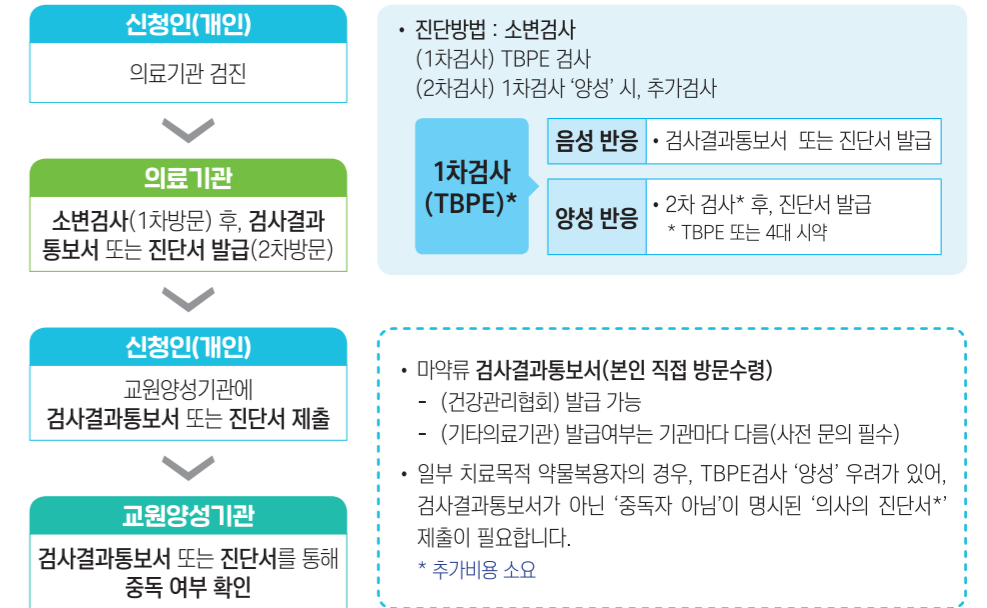 신청인(개인)
의료기관 검진
의료기관
소변검사(1차방문) 후, 검사결과
통보서 또는 진단서 발급(2차방문)
신청인(개인)
교원양성기관에
검사결과통보서 또는 진단서 제출
교원양성기관
검사결과통보서 또는 진단서를 통해
중독 여부 확인
• 진단방법 : 소변검사
(1차검사) TBPE 검사
(2차검사) 1차검사 ‘양성’ 시, 추가검사
1차검사
(TBPE)*
음성 반응 • 검사결과통보서 또는 진단서 발급
양성 반응 • 2차 검사* 후, 진단서 발급
* TBPE 또는 4대 시약
• 마약류 검사결과통보서(본인 직접 방문수령)
- (건강관리협회) 발급 가능
- (기타의료기관) 발급여부는 기관마다 다름(사전 문의 필수)
• 일부 치료목적 약물복용자의 경우, TBPE검사 ‘양성’ 우려가 있어,
검사결과통보서가 아닌 ‘중독자 아님’이 명시된 ‘의사의 진단서*’
제출이 필요합니다.
* 추가비용 소요